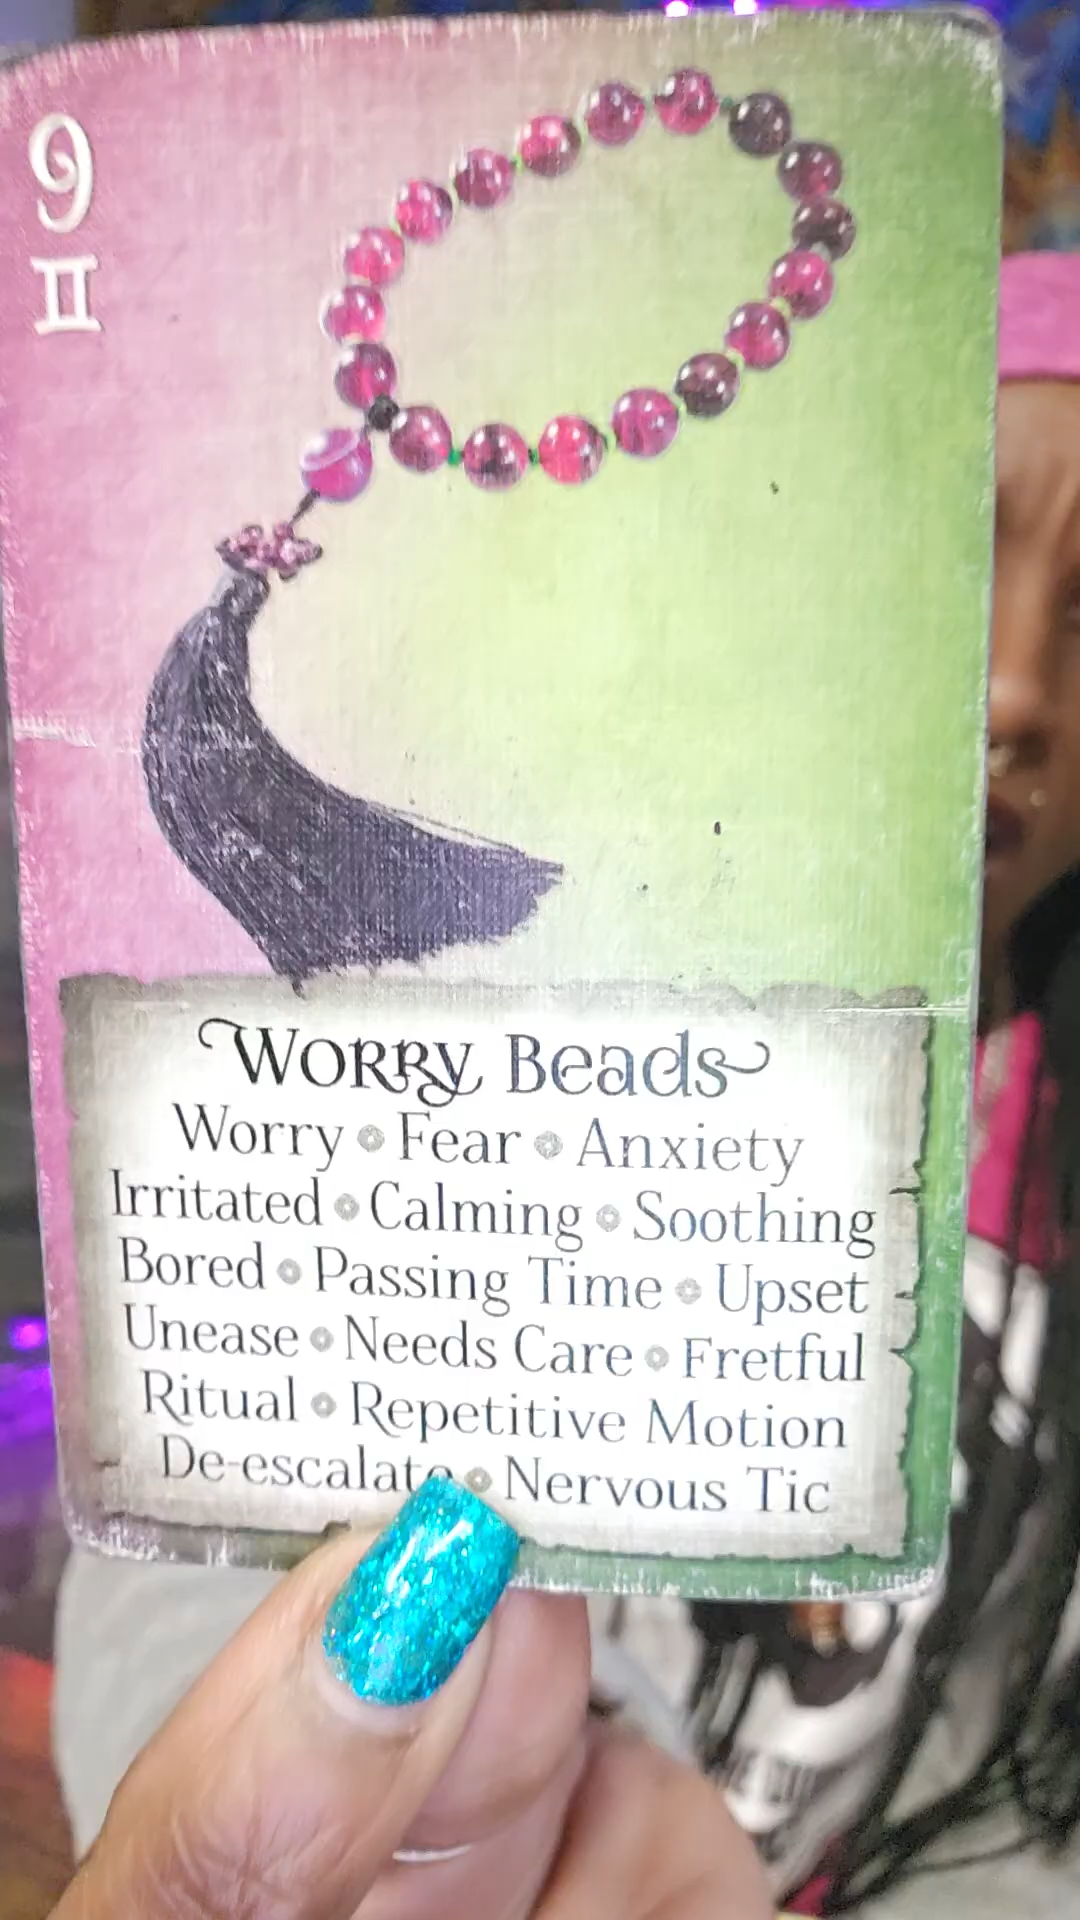 9
♊
Worry Beads
Worry • Fear • Anxiety
Irritated • Calming • Soothing
Bored • Passing Time • Upset
Unease • Needs Care • Fretful
Ritual • Repetitive Motion
De-escalate • Nervous Tic